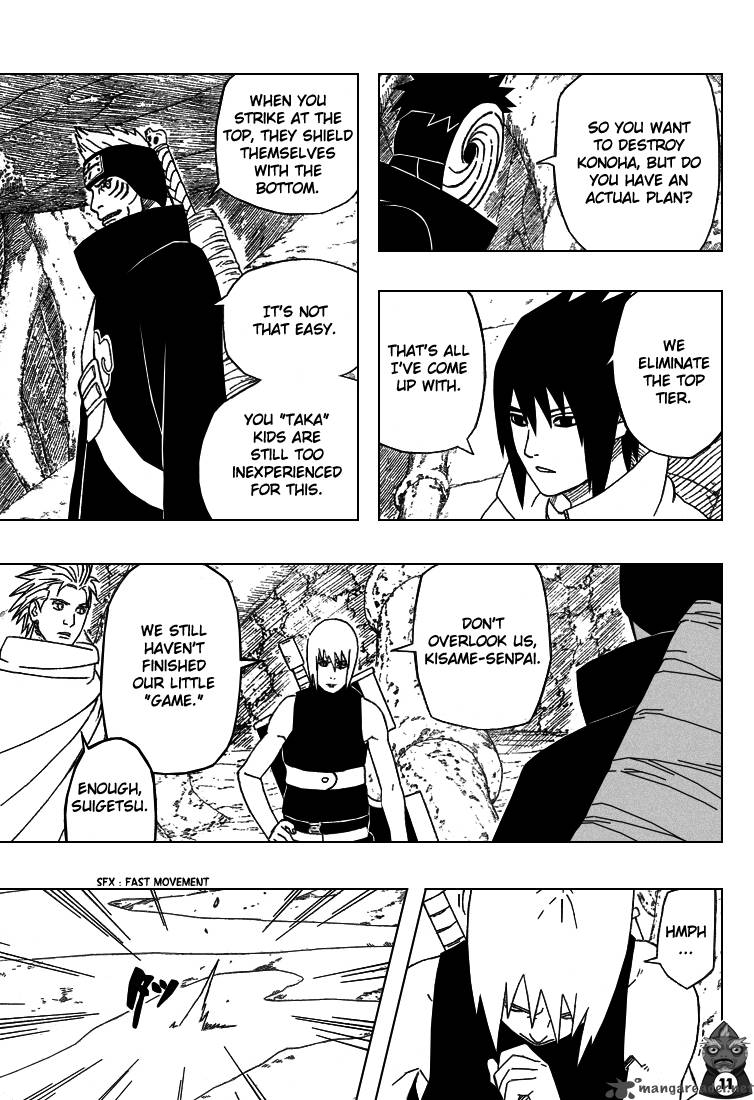 SO YOU WANT
TO DESTROY
KONOHA, BUT DO
YOU HAVE AN
ACTUAL PLAN?
WE
ELIMINATE
THE TOP
TIER.
THAT'S ALL
I'VE COME
UP WITH.
WHEN YOU
STRIKE AT THE
TOP, THEY SHIELD
THEMSELVES
WITH THE
BOTTOM.
IT'S NOT
THAT EASY.
YOU "TAKA"
KIDS ARE
STILL TOO
INEXPERIENCED
FOR THIS.
DON'T
OVERLOOK US,
KISAME-SENPAI.
WE STILL
HAVEN'T
FINISHED
OUR LITTLE
"GAME."
ENOUGH,
SUIGETSU.
HMPH
...
SFX : FAST MOVEMENT
タッ
11
mangareader.net